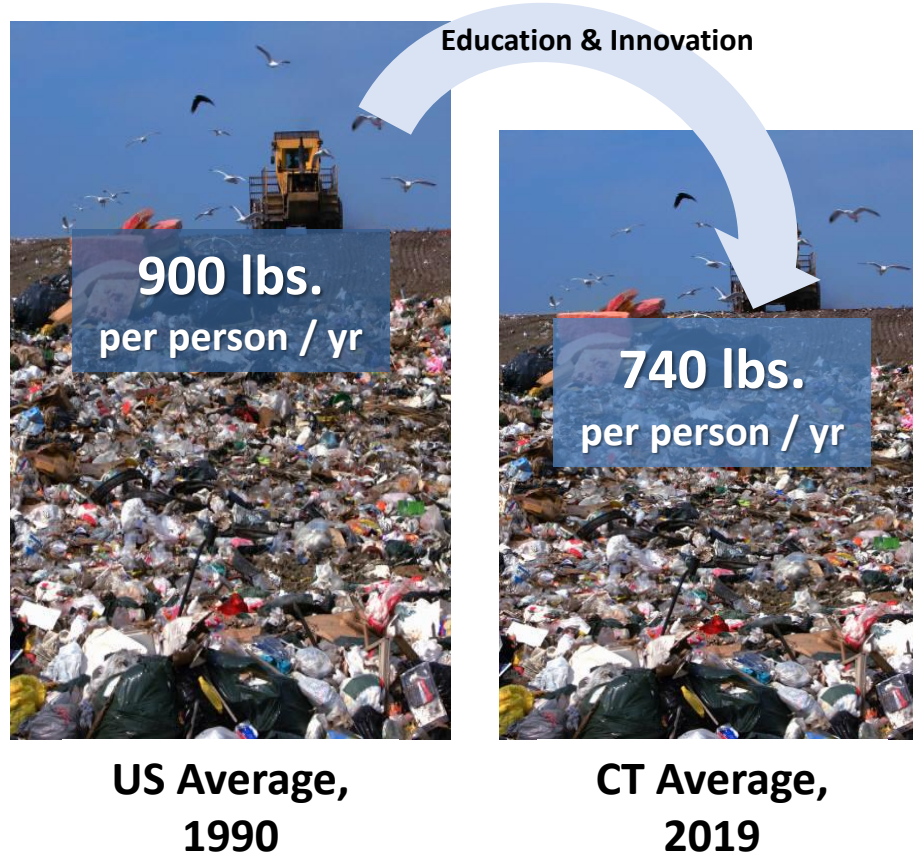 Education & Innovation
900 lbs.
per person / yr
740 lbs.
per person / yr
US Average,
1990
CT Average,
2019